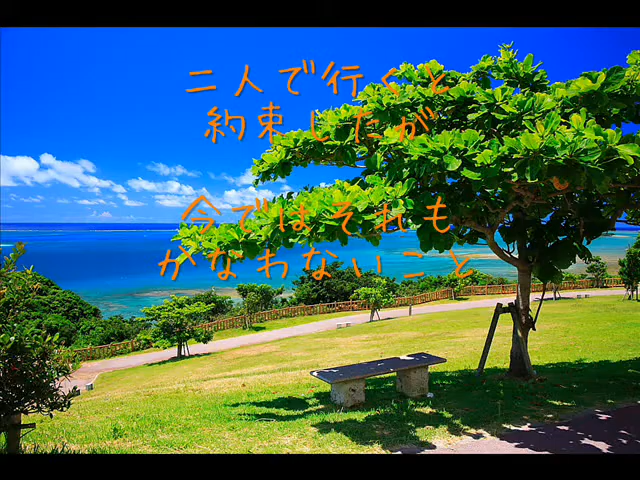 二人で行くと
約束したが
今ではそれも
かなわないこと